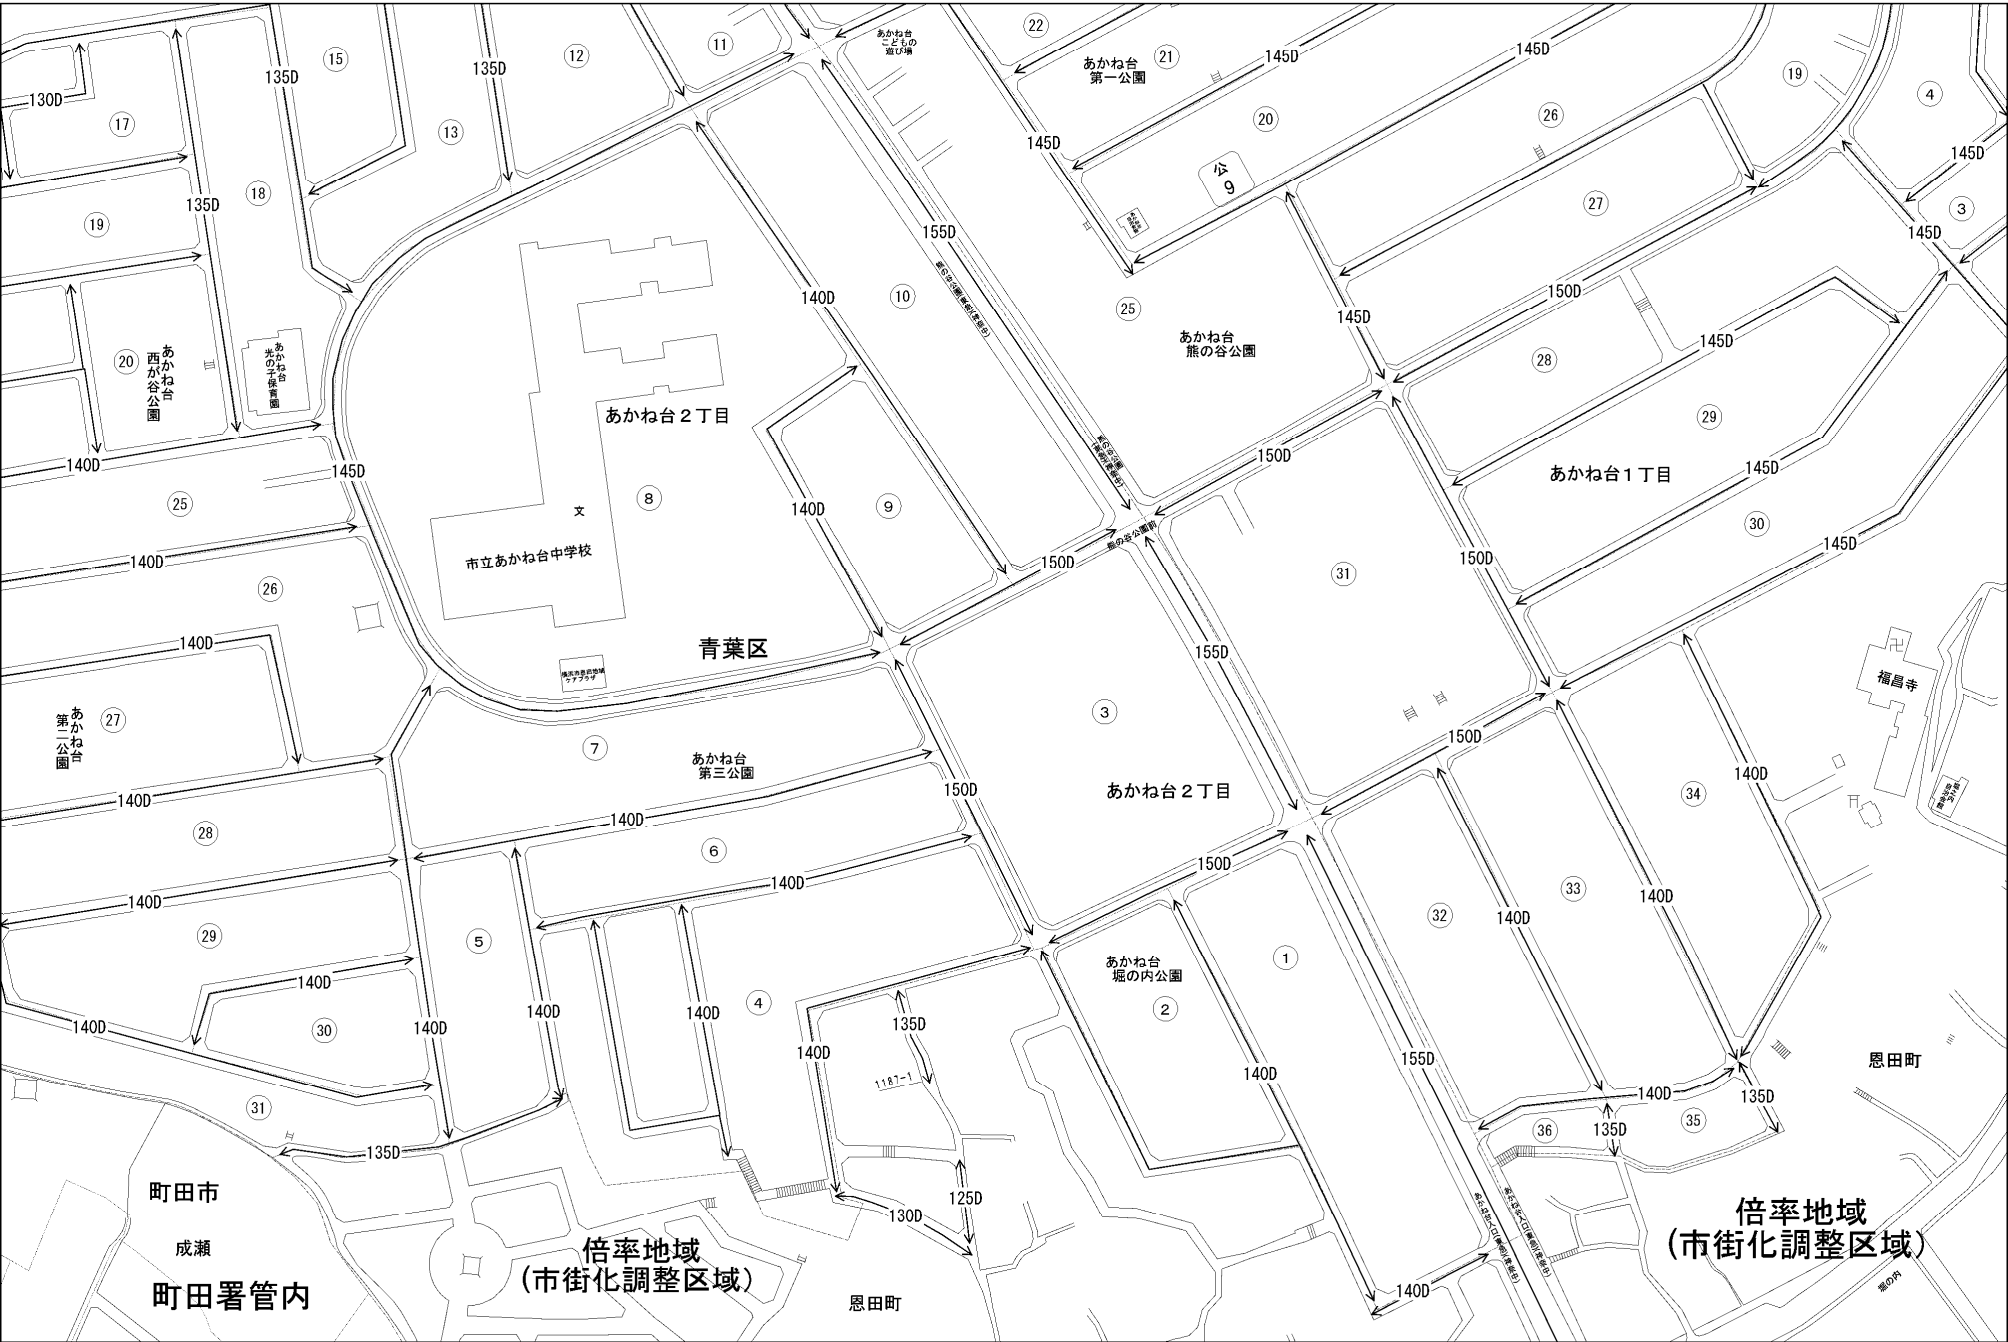 22
11
12
15
あかね台
こどもの
遊び場
あかね台
第一公園
21
145D
145D
135D
135D
130D
19
4
17
13
20
26
145D
145D
公
9
18
135D
19
27
3
155D
145D
10
140D
25
145D
150D
あかね台
熊の谷公園
145D
28
20
あかね台
西が谷公園
あかね台
光の子保育園
あかね台２丁目
29
140D
145D
150D
145D
あかね台１丁目
25
8
9
140D
文
熊の谷公園前
30
145D
市立あかね台中学校
140D
150D
150D
31
26
140D
青葉区
155D
福昌寺
27
あかね台
第二公園
7
3
150D
あかね台
第三公園
140D
150D
あかね台２丁目
34
140D
28
140D
6
150D
140D
33
140D
140D
32
140D
29
5
あかね台
堀の内公園
1
140D
4
2
140D
140D
135D
30
140D
140D
140D
140D
155D
恩田町
1187-1
140D
140D
135D
31
36
135D
35
135D
町田市
125D
130D
成瀬
倍率地域
(市街化調整区域)
倍率地域
(市街化調整区域)
町田署管内
恩田町
140D
堀の内